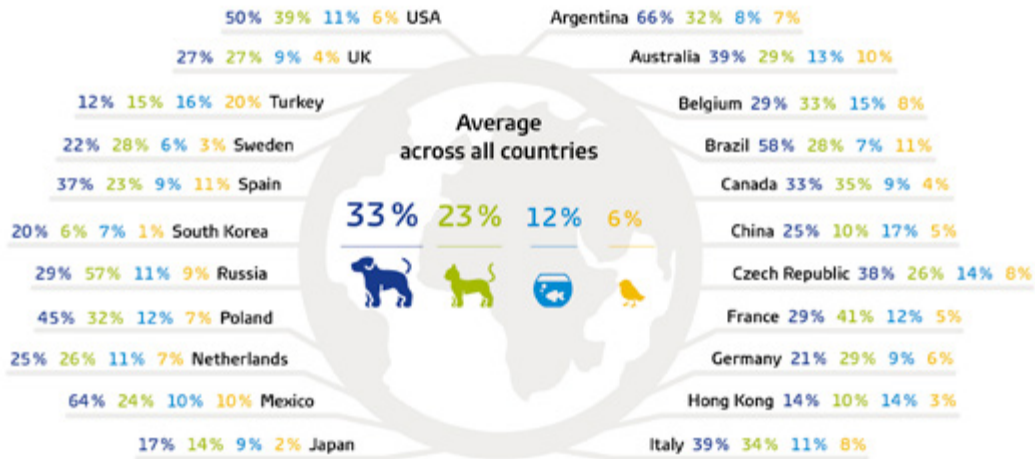 50% 39% 11% 6% USA
27% 27% 9% 4% UK
12% 15% 16% 20% Turkey
22% 28% 6% 3% Sweden
37% 23% 9% 11% Spain
20% 6% 7% 1% South Korea
29% 57% 11% 9% Russia
45% 32% 12% 7% Poland
25% 26% 11% 7% Netherlands
64% 24% 10% 10% Mexico
17% 14% 9% 2% Japan
Average
across all countries
33% 23% 12% 6%
Argentina 66% 32% 8% 7%
Australia 39% 29% 13% 10%
Belgium 29% 33% 15% 8%
Brazil 58% 28% 7% 11%
Canada 33% 35% 9% 4%
China 25% 10% 17% 5%
Czech Republic 38% 26% 14% 8%
France 29% 41% 12% 5%
Germany 21% 29% 9% 6%
Hong Kong 14% 10% 14% 3%
Italy 39% 34% 11% 8%